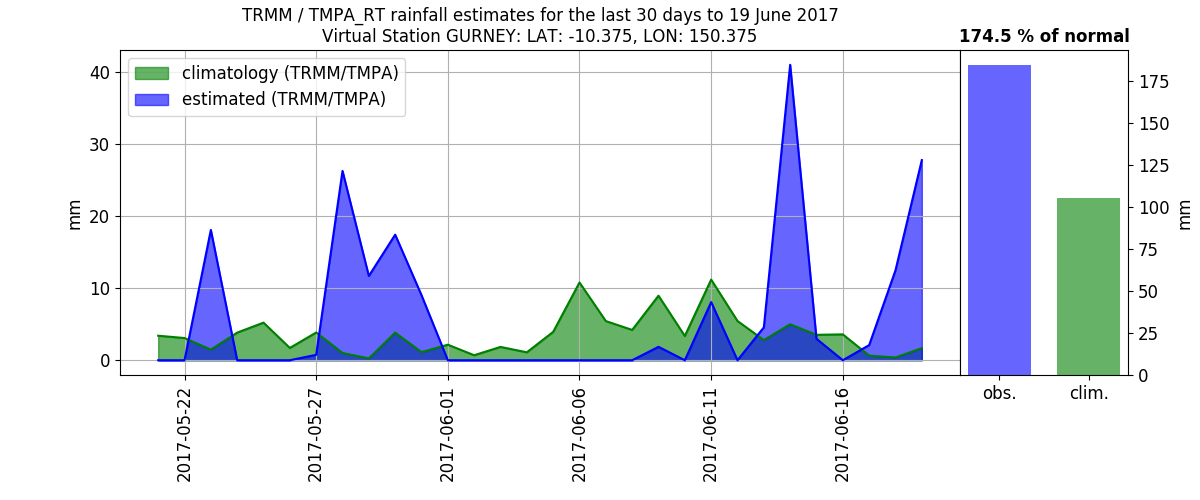 TRMM / TMPA_RT rainfall estimates for the last 30 days to 19 June 2017
Virtual Station GURNEY: LAT: -10.375, LON: 150.375
174.5 % of normal
climatology (TRMM/TMPA)
estimated (TRMM/TMPA)
mm
40
30
20
10
0
2017-05-22
2017-05-27
2017-06-01
2017-06-06
2017-06-11
2017-06-16
175
150
125
100
75
50
25
0
mm
obs.
clim.